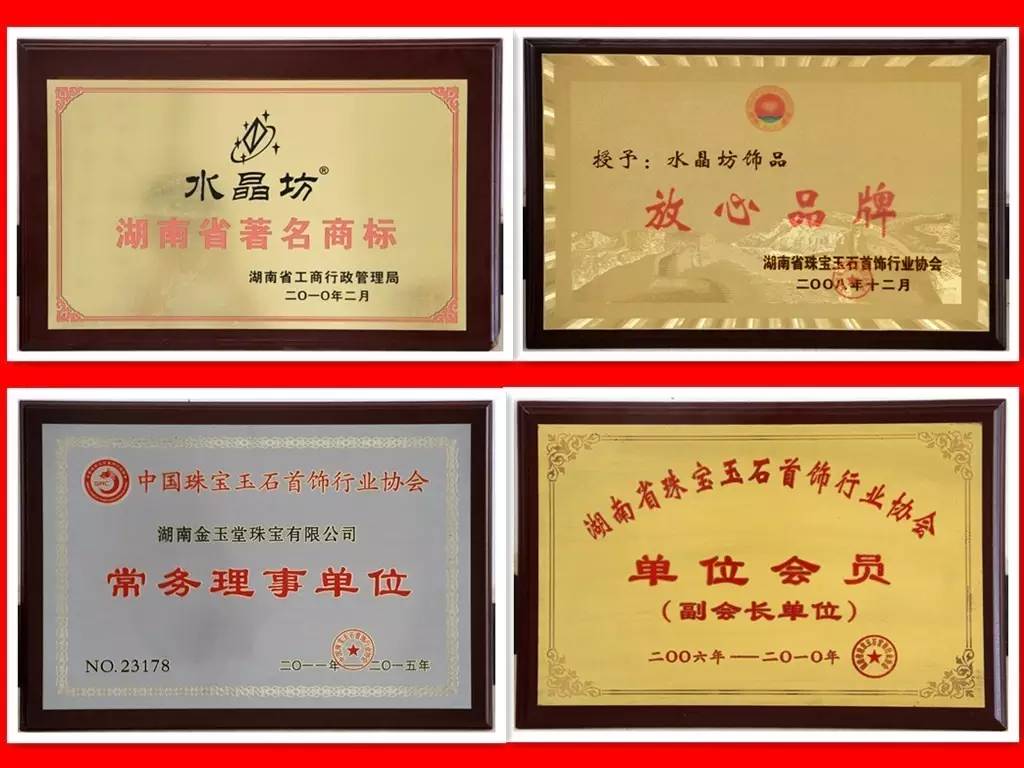 水晶坊®
湖南省著名商标
湖南省工商行政管理局
二〇一〇年二月
授予：水晶坊饰品
放心品牌
湖南省珠宝玉石首饰行业协会
二〇〇八年十二月
中国珠宝玉石首饰行业协会
湖南金玉堂珠宝有限公司
常务理事单位
NO.23178
二〇一一年——二〇一五年
湖南省珠宝玉石首饰行业协会
单位会员
（副会长单位）
二〇〇六年——二〇一〇年